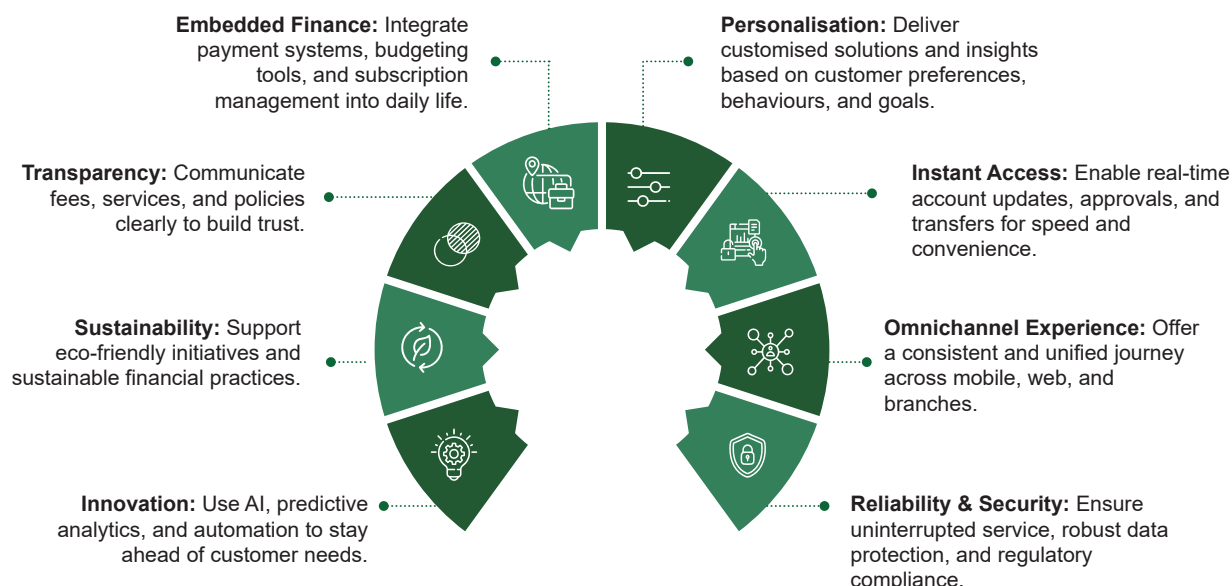 Embedded Finance: Integrate
payment systems, budgeting
tools, and subscription
management into daily life.
Personalisation: Deliver
customised solutions and insights
based on customer preferences,
behaviours, and goals.
Transparency: Communicate
fees, services, and policies
clearly to build trust.
Instant Access: Enable real-time
account updates, approvals, and
transfers for speed and
convenience.
Sustainability: Support
eco-friendly initiatives and
sustainable financial practices.
Omnichannel Experience: Offer
a consistent and unified journey
across mobile, web, and
branches.
Innovation: Use AI, predictive
analytics, and automation to stay
ahead of customer needs.
Reliability & Security: Ensure
uninterrupted service, robust data
protection, and regulatory
compliance.